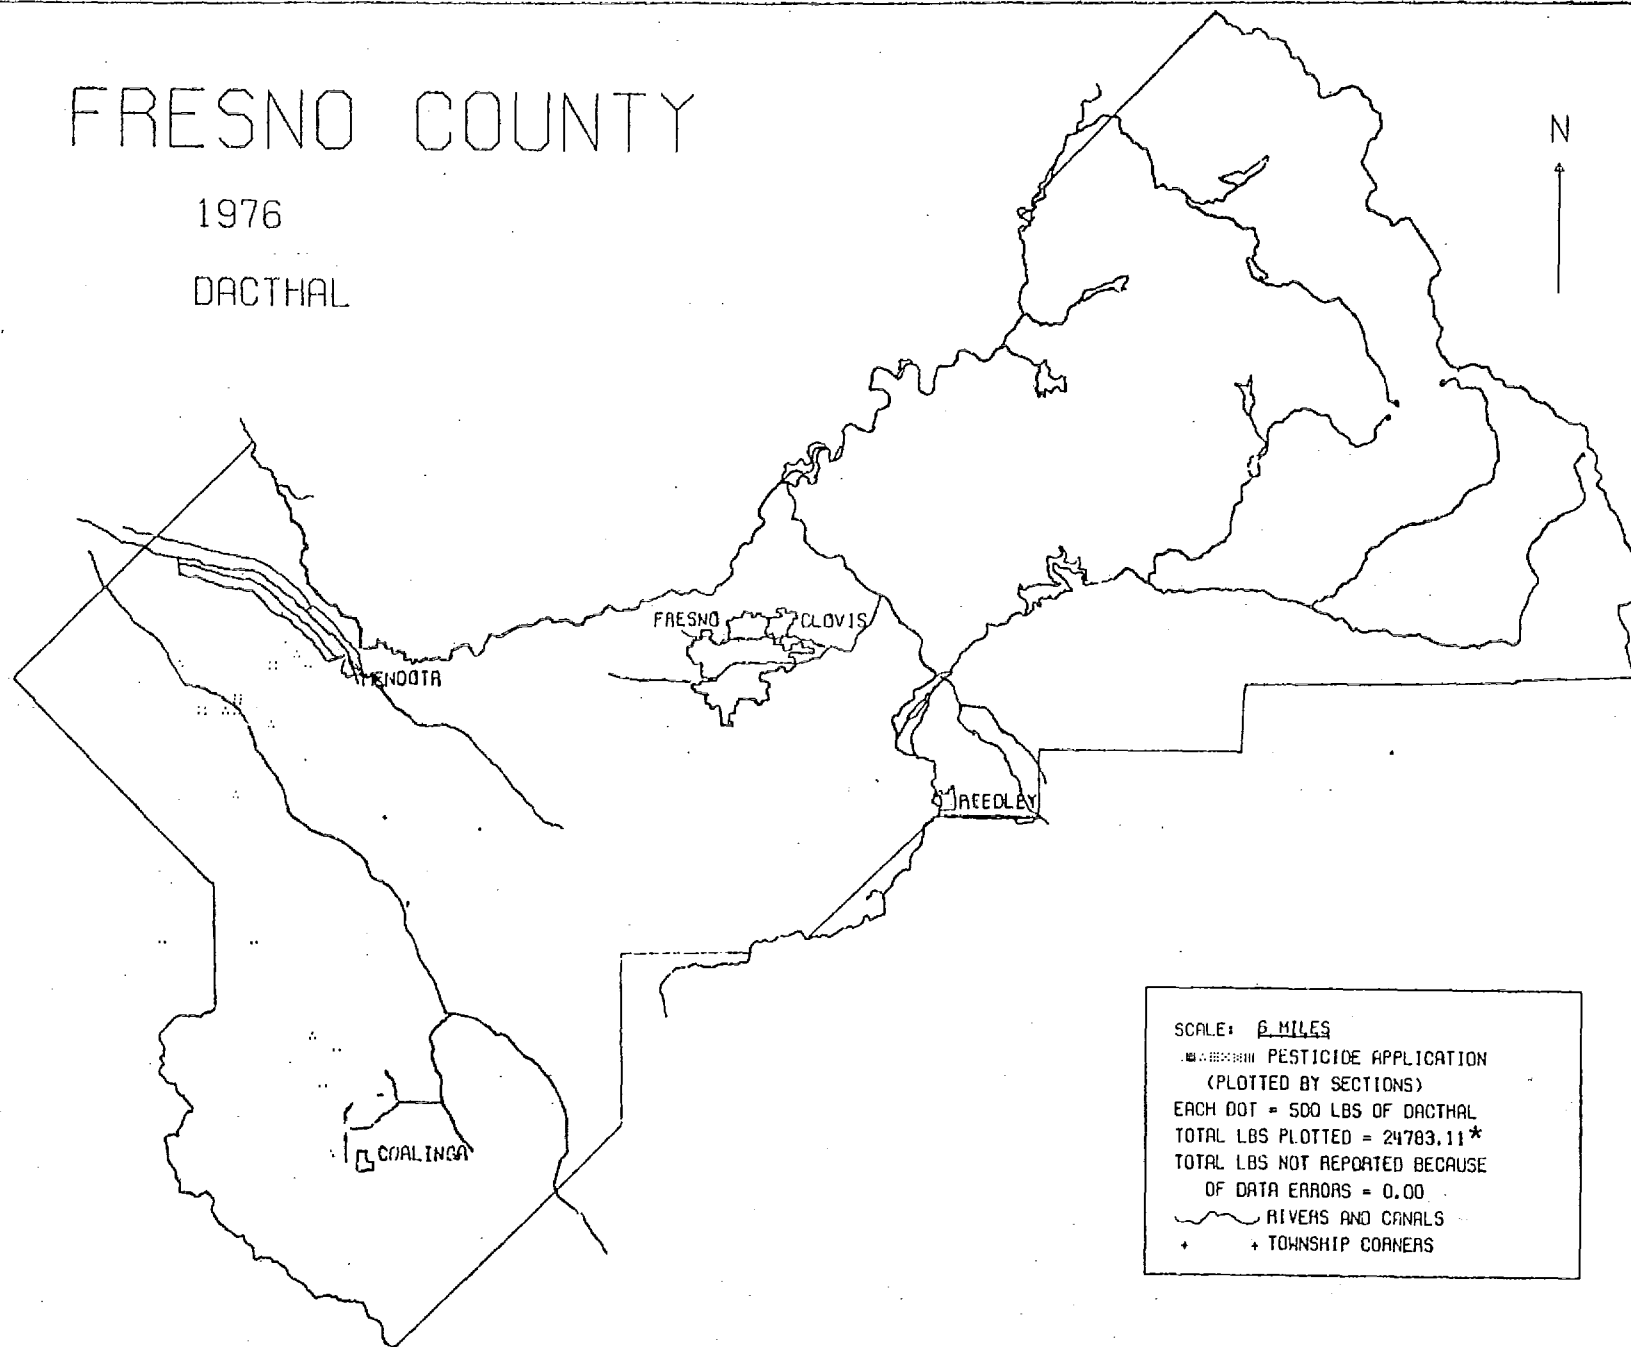 FRESNO COUNTY
N
1976
DACTHAL
FRESNO
CLOVIS
MENDOTA
REEDLEY
COALINGA
SCALE: 6 MILES
PESTICIDE APPLICATION
(PLOTTED BY SECTIONS)
EACH DOT = 500 LBS OF DACTHAL
TOTAL LBS PLOTTED = 24783.11*
TOTAL LBS NOT REPORTED BECAUSE
OF DATA ERRORS = 0.00
RIVERS AND CANALS
+ + TOWNSHIP CORNERS